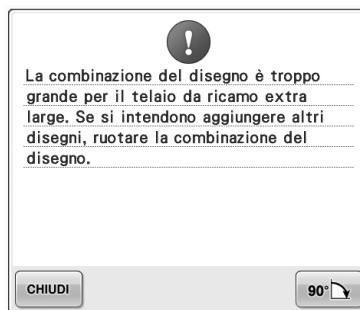 La combinazione del disegno è troppo
grande per il telaio da ricamo extra
large. Se si intendono aggiungere altri
disegni, ruotare la combinazione del
disegno.
CHIUDI
90°